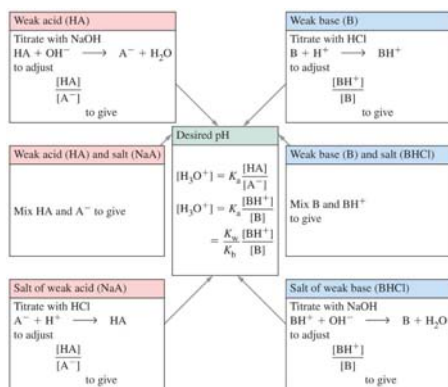 Weak acid (HA)
Titrate with NaOH
HA + OH⁻ ⟶ A⁻ + H₂O
to adjust
[HA]
[A⁻]
to give
Weak base (B)
Titrate with HCl
B + H⁺ ⟶ BH⁺
to adjust
[BH⁺]
[B]
to give
Weak acid (HA) and salt (NaA)
Mix HA and A⁻ to give
Desired pH
[H₃O⁺] = Kₐ [HA]/[A⁻]
[H₃O⁺] = Kₐ [BH⁺]/[B]
= K_w/K_b [BH⁺]/[B]
Weak base (B) and salt (BHCl)
Mix B and BH⁺
to give
Salt of weak acid (NaA)
Titrate with HCl
A⁻ + H⁺ ⟶ HA
to adjust
[HA]
[A⁻]
to give
Salt of weak base (BHCl)
Titrate with NaOH
BH⁺ + OH⁻ ⟶ B + H₂O
to adjust
[BH⁺]
[B]
to give